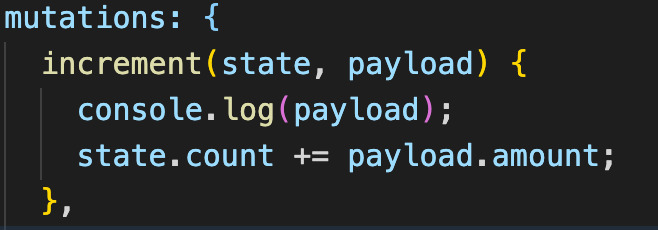 mutations: {
  increment(state, payload) {
    console.log(payload);
    state.count += payload.amount;
  },